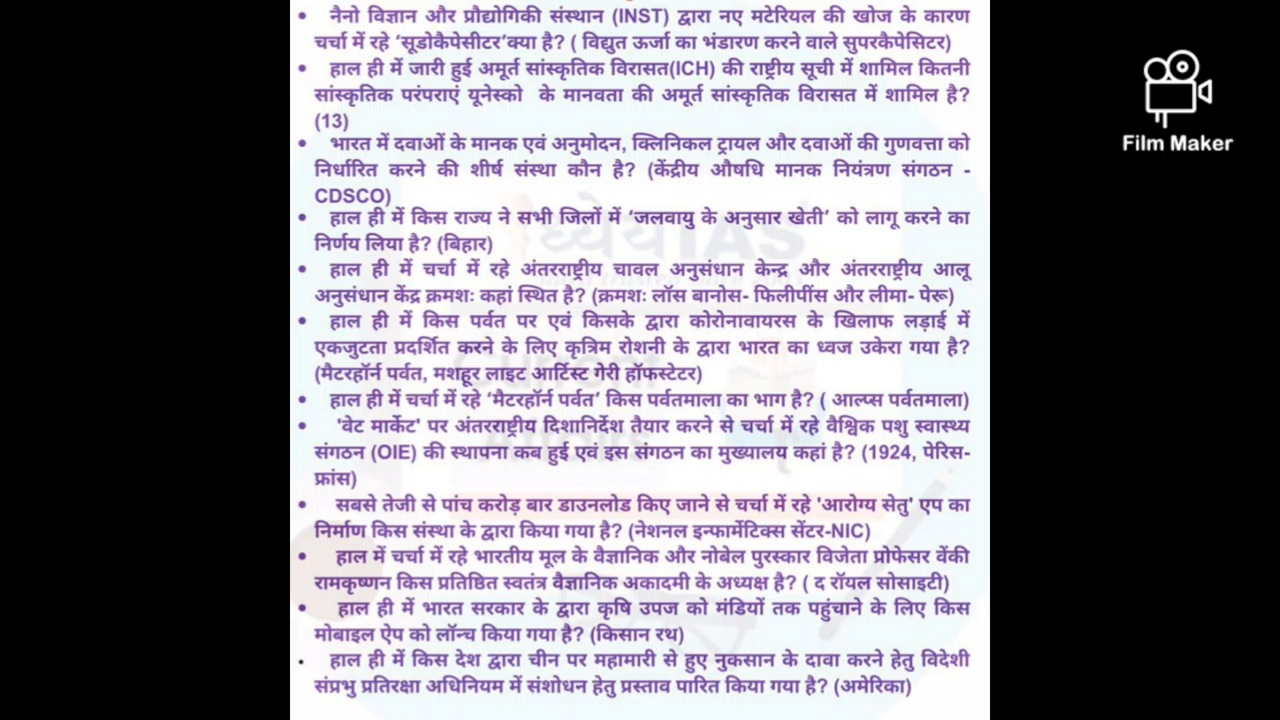 • नैनो विज्ञान और प्रौद्योगिकी संस्थान (INST) द्वारा नए मटेरियल की खोज के कारण
चर्चा में रहे ‘सूडोकैपेसीटर’क्या है? ( विद्युत ऊर्जा का भंडारण करने वाले सुपरकैपेसिटर)
• हाल ही में जारी हुई अमूर्त सांस्कृतिक विरासत(ICH) की राष्ट्रीय सूची में शामिल कितनी
सांस्कृतिक परंपराएं यूनेस्को के मानवता की अमूर्त सांस्कृतिक विरासत में शामिल है?
(13)
• भारत में दवाओं के मानक एवं अनुमोदन, क्लिनिकल ट्रायल और दवाओं की गुणवत्ता को
निर्धारित करने की शीर्ष संस्था कौन है? (केंद्रीय औषधि मानक नियंत्रण संगठन -
CDSCO)
• हाल ही में किस राज्य ने सभी जिलों में ‘जलवायु के अनुसार खेती’ को लागू करने का
निर्णय लिया है? (बिहार)
• हाल ही में चर्चा में रहे अंतरराष्ट्रीय चावल अनुसंधान केन्द्र और अंतरराष्ट्रीय आलू
अनुसंधान केंद्र क्रमशः कहां स्थित है? (क्रमशः लॉस बानोस- फिलीपींस और लीमा- पेरू)
• हाल ही में किस पर्वत पर एवं किसके द्वारा कोरोनावायरस के खिलाफ लड़ाई में
एकजुटता प्रदर्शित करने के लिए कृत्रिम रोशनी के द्वारा भारत का ध्वज उकेरा गया है?
(मैटरहॉर्न पर्वत, मशहूर लाइट आर्टिस्ट गेरी हॉफस्टेटर)
• हाल ही में चर्चा में रहे ‘मैटरहॉर्न पर्वत’ किस पर्वतमाला का भाग है? ( आल्प्स पर्वतमाला)
• 'वेट मार्केट' पर अंतरराष्ट्रीय दिशानिर्देश तैयार करने से चर्चा में रहे वैश्विक पशु स्वास्थ्य
संगठन (OIE) की स्थापना कब हुई एवं इस संगठन का मुख्यालय कहां है? (1924, पेरिस-
फ्रांस)
• सबसे तेजी से पांच करोड़ बार डाउनलोड किए जाने से चर्चा में रहे 'आरोग्य सेतु' एप का
निर्माण किस संस्था के द्वारा किया गया है? (नेशनल इन्फार्मेटिक्स सेंटर-NIC)
• हाल में चर्चा में रहे भारतीय मूल के वैज्ञानिक और नोबेल पुरस्कार विजेता प्रोफेसर वेंकी
रामकृष्णन किस प्रतिष्ठित स्वतंत्र वैज्ञानिक अकादमी के अध्यक्ष है? ( द रॉयल सोसाइटी)
• हाल ही में भारत सरकार के द्वारा कृषि उपज को मंडियों तक पहुंचाने के लिए किस
मोबाइल ऐप को लॉन्च किया गया है? (किसान रथ)
• हाल ही में किस देश द्वारा चीन पर महामारी से हुए नुकसान के दावा करने हेतु विदेशी
संप्रभु प्रतिरक्षा अधिनियम में संशोधन हेतु प्रस्ताव पारित किया गया है? (अमेरिका)
ध्येय IAS
Current
Affairs
Film Maker